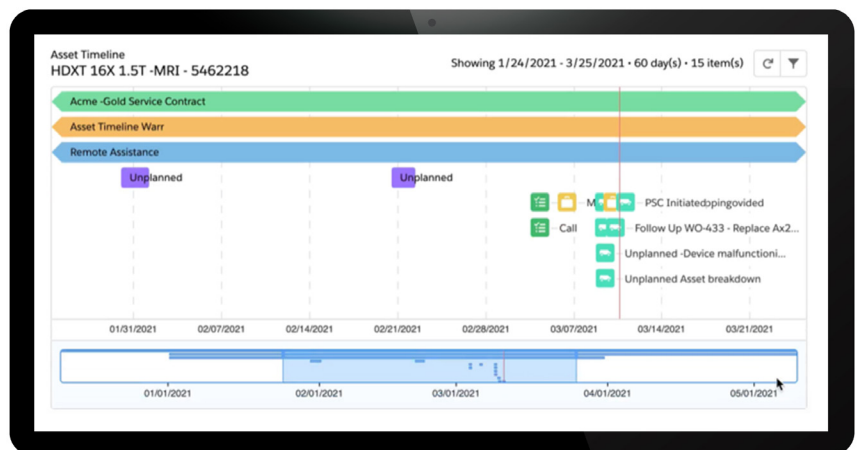 Asset Timeline
HDXT 16X 1.5T -MRI - 5462218
Showing 1/24/2021 - 3/25/2021 • 60 day(s) • 15 item(s)
Acme -Gold Service Contract
Asset Timeline Warr
Remote Assistance
Unplanned Unplanned
M PSC Initiated
Call Follow Up WO-433 - Replace Ax2...
Unplanned -Device malfunctioni...
Unplanned Asset breakdown
01/31/2021 02/07/2021 02/14/2021 02/21/2021 02/28/2021 03/07/2021 03/14/2021 03/21/2021
01/01/2021 02/01/2021 03/01/2021 04/01/2021 05/01/2021